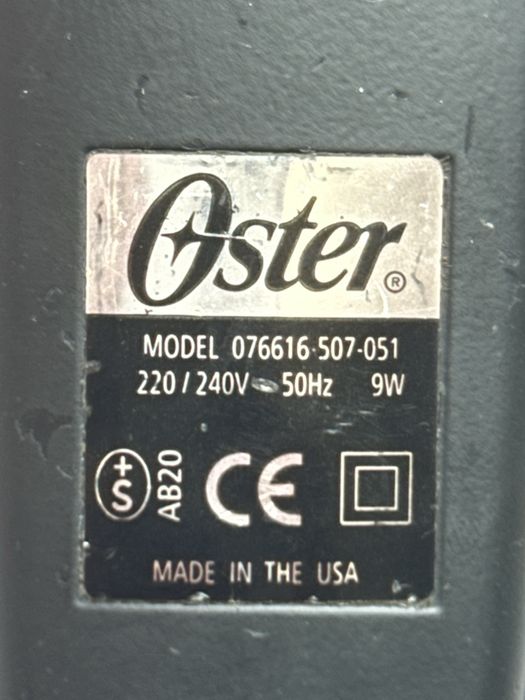 Oster®
MODEL 076616-507-051
220/240V ~ 50Hz 9W
+S AB20 CE
MADE IN THE USA